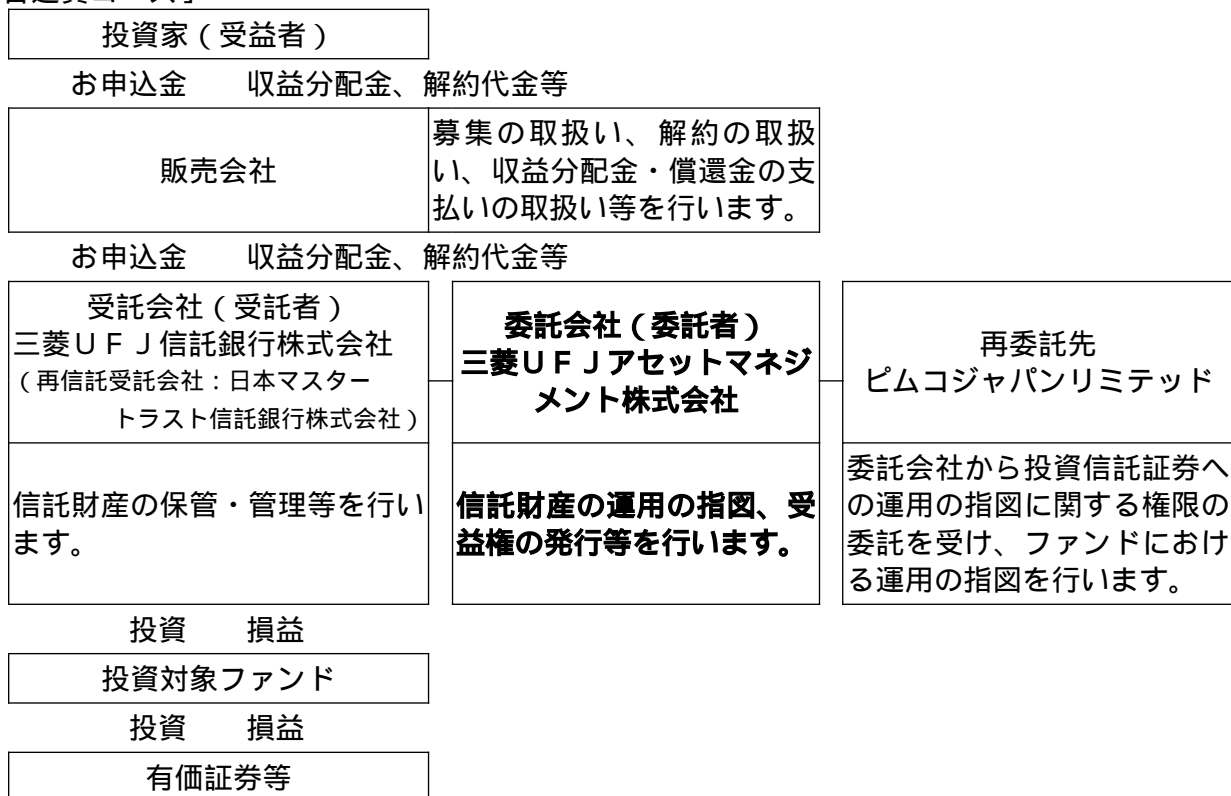 投資家（受益者）
お申込金　　収益分配金、解約代金等
販売会社
募集の取扱い、解約の取扱
い、収益分配金・償還金の支
払いの取扱い等を行います。
お申込金　　収益分配金、解約代金等
受託会社（受託者）
三菱ＵＦＪ信託銀行株式会社
（再信託受託会社：日本マスター
トラスト信託銀行株式会社）
委託会社（委託者）
三菱ＵＦＪアセットマネジ
メント株式会社
再委託先
ピムコジャパンリミテッド
信託財産の保管・管理等を行い
ます。
信託財産の運用の指図、受
益権の発行等を行います。
委託会社から投資信託証券へ
の運用の指図に関する権限の
委託を受け、ファンドにおけ
る運用の指図を行います。
投資　　損益
投資対象ファンド
投資　　損益
有価証券等